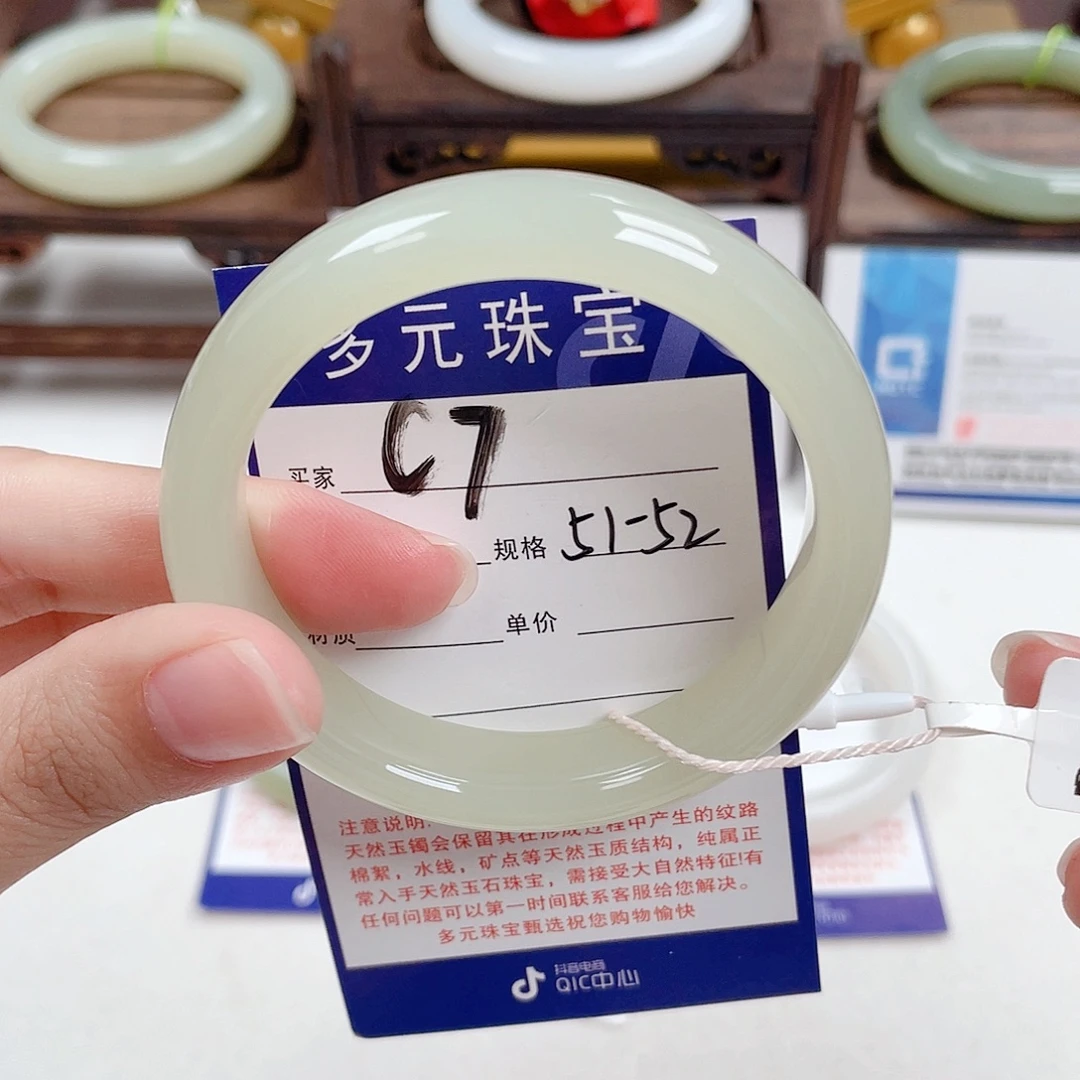 多元珠宝
买家 C7
规格 51-52
材质 单价
注意说明:
天然玉镯会保留其在形成过程中产生的纹路
棉絮，水线，矿点等天然玉质结构，纯属正
常入手天然玉石珠宝，需接受大自然特征!有
任何问题可以第一时间联系客服给您解决。
多元珠宝甄选祝您购物愉快
抖音电商
QIC中心